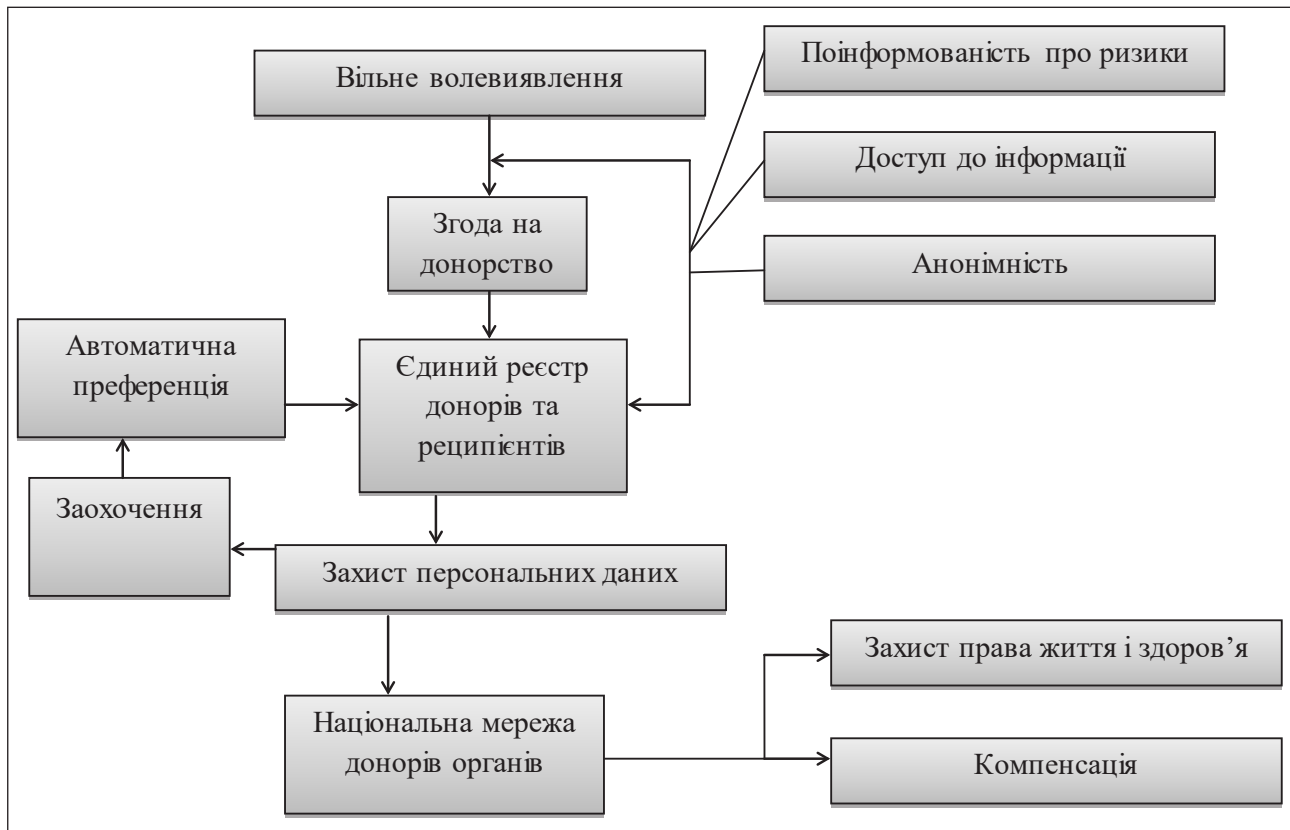 Вільне волевиявлення
Поінформованість про ризики
Доступ до інформації
Згода на
донорство
Анонімність
Автоматична
преференція
Єдиний реєстр
донорів та
реципієнтів
Заохочення
Захист персональних даних
Захист права життя і здоров’я
Національна мережа
донорів органів
Компенсація